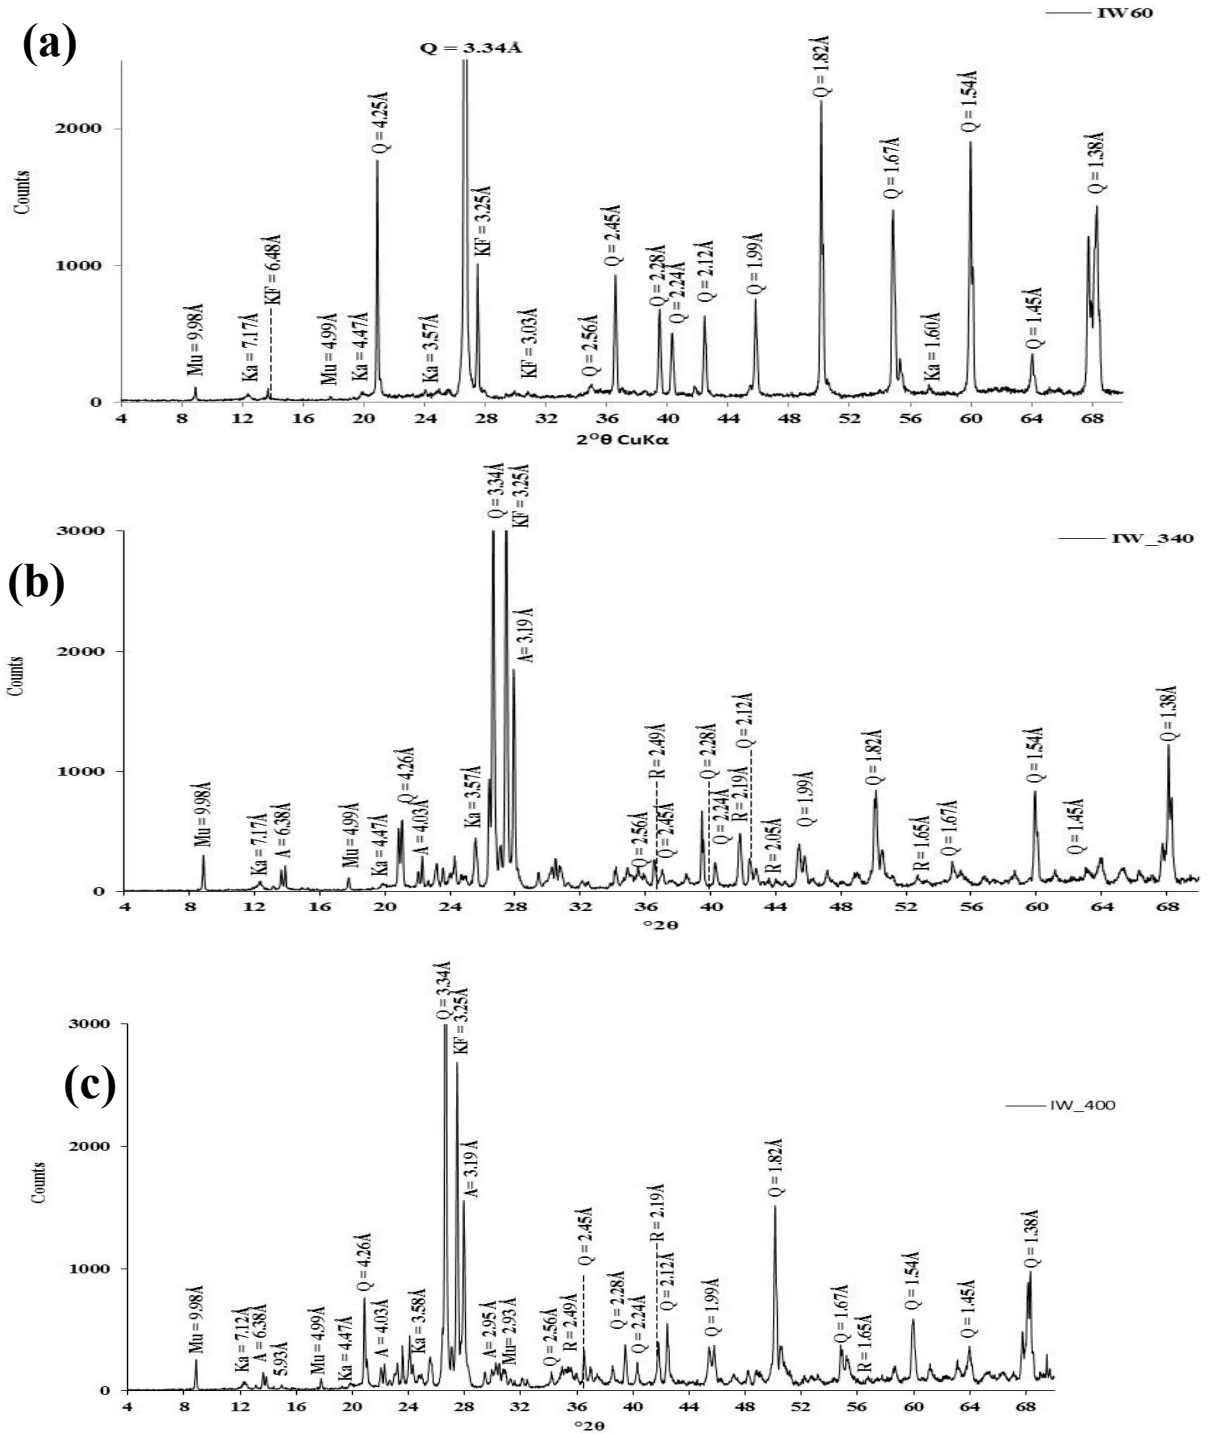 (a)
IW60
Q = 3.34Å
Counts
2000
1000
0
Mu = 9.98Å
Ka = 7.17Å
KF = 6.48Å
Mu = 4.99Å
Ka = 4.47Å
Q = 4.25Å
Ka = 3.57Å
KF = 3.25Å
KF = 3.03Å
Q = 2.56Å
Q = 2.45Å
Q = 2.28Å
Q = 2.24Å
Q = 2.12Å
Q = 1.99Å
Q = 1.82Å
Q = 1.67Å
Ka = 1.60Å
Q = 1.54Å
Q = 1.45Å
Q = 1.38Å
4 8 12 16 20 24 28 32 36 40 44 48 52 56 60 64 68
2⁰θ CuKα
(b)
IW_340
Counts
3000
2000
1000
0
Mu = 9.98Å
Ka = 7.17Å
A = 6.38Å
Mu = 4.99Å
Ka = 4.47Å
Q = 4.26Å
A = 4.03Å
Ka = 3.57Å
Q = 3.34Å
KF = 3.25Å
A= 3.19 Å
Q = 2.56Å
R = 2.49Å
Q = 2.45Å
Q = 2.28Å
Q = 2.24Å
R = 2.19Å
Q = 2.12Å
R = 2.05Å
Q = 1.99Å
Q = 1.82Å
R = 1.65Å
Q = 1.67Å
Q = 1.54Å
Q = 1.45Å
Q = 1.38Å
4 8 12 16 20 24 28 32 36 40 44 48 52 56 60 64 68
°2θ
(c)
IW_400
Counts
3000
2000
1000
0
Mu = 9.98Å
Ka = 7.12Å
A = 6.38Å
5.93Å
Mu = 4.99Å
Ka = 4.47Å
Q = 4.26Å
A = 4.03Å
Ka = 3.58Å
Q = 3.34Å
KF = 3.25Å
A= 3.19 Å
A = 2.95 Å
Mu= 2.93 Å
Q = 2.56Å
R = 2.49Å
Q = 2.45Å
Q = 2.28Å
Q = 2.24Å
R = 2.19Å
Q = 2.12Å
Q = 1.99Å
Q = 1.82Å
Q = 1.67Å
R = 1.65Å
Q = 1.54Å
Q = 1.45Å
Q = 1.38Å
4 8 12 16 20 24 28 32 36 40 44 48 52 56 60 64 68
°2θ